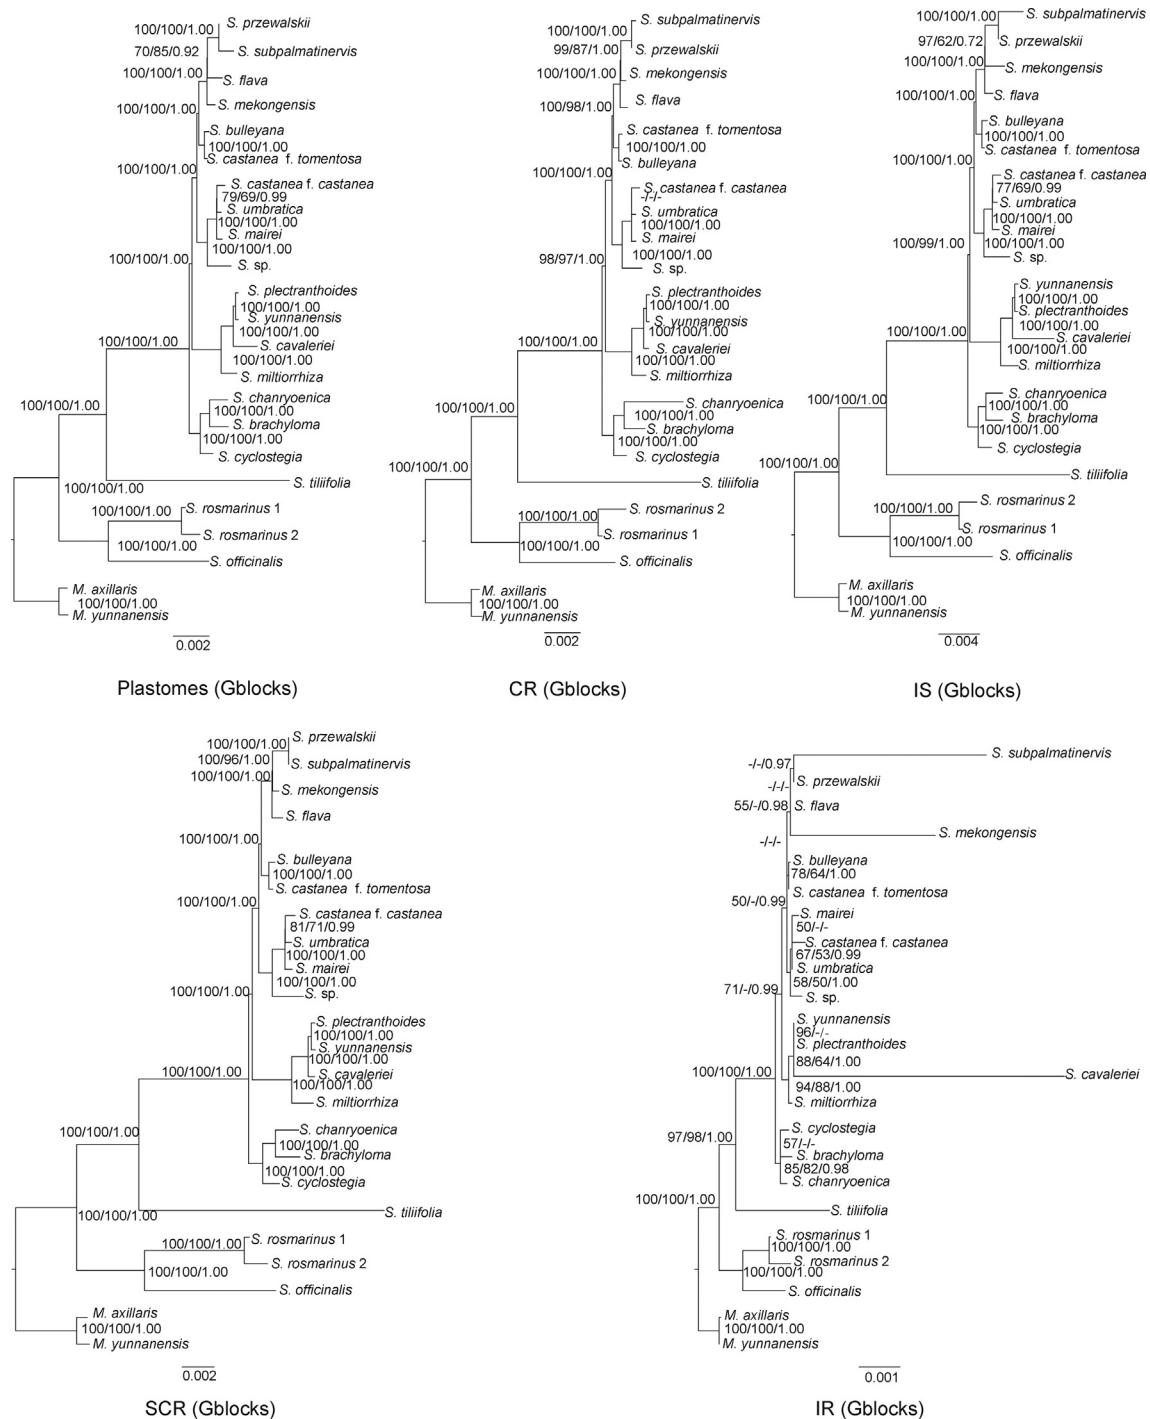 S. przewalskii
100/100/1.00
70/85/0.92
S. subpalmatinervis
100/100/1.00
S. flava
100/100/1.00
S. mekongensis
S. bulleyana
100/100/1.00
S. castanea f. tomentosa
100/100/1.00
S. castanea f. castanea
79/69/0.99
S. umbratica
100/100/1.00
S. mairei
100/100/1.00
100/100/1.00
S. sp.
S. plectranthoides
100/100/1.00
S. yunnanensis
100/100/1.00
S. cavaleriei
100/100/1.00
100/100/1.00
S. miltiorrhiza
S. chanryoenica
100/100/1.00
100/100/1.00
S. brachyloma
100/100/1.00
S. cyclostegia
S. tiliifolia
100/100/1.00
100/100/1.00
S. rosmarinus 1
S. rosmarinus 2
100/100/1.00
S. officinalis
M. axillaris
100/100/1.00
M. yunnanensis
0.002
Plastomes (Gblocks)
S. subpalmatinervis
100/100/1.00
99/87/1.00
S. przewalskii
100/100/1.00
S. mekongensis
S. flava
100/98/1.00
S. castanea f. tomentosa
100/100/1.00
S. bulleyana
100/100/1.00
S. castanea f. castanea
-/-/-
S. umbratica
100/100/1.00
S. mairei
100/100/1.00
98/97/1.00
S. sp.
S. plectranthoides
100/100/1.00
S. yunnanensis
100/100/1.00
100/100/1.00
S. cavaleriei
100/100/1.00
S. miltiorrhiza
100/100/1.00
S. chanryoenica
100/100/1.00
S. brachyloma
100/100/1.00
S. cyclostegia
100/100/1.00
S. tiliifolia
S. rosmarinus 2
100/100/1.00
S. rosmarinus 1
100/100/1.00
S. officinalis
M. axillaris
100/100/1.00
M. yunnanensis
0.002
CR (Gblocks)
S. subpalmatinervis
100/100/1.00
97/62/0.72
S. przewalskii
100/100/1.00
S. mekongensis
100/100/1.00
S. flava
S. bulleyana
100/100/1.00
S. castanea f. tomentosa
100/100/1.00
S. castanea f. castanea
77/69/0.99
S. umbratica
100/100/1.00
S. mairei
100/99/1.00
100/100/1.00
S. sp.
S. yunnanensis
100/100/1.00
S. plectranthoides
100/100/1.00
100/100/1.00
S. cavaleriei
100/100/1.00
S. miltiorrhiza
S. chanryoenica
100/100/1.00
100/100/1.00
S. brachyloma
100/100/1.00
S. cyclostegia
100/100/1.00
S. tiliifolia
S. rosmarinus 2
100/100/1.00
S. rosmarinus 1
100/100/1.00
S. officinalis
M. axillaris
100/100/1.00
M. yunnanensis
0.004
IS (Gblocks)
S. przewalskii
100/100/1.00
100/96/1.00
S. subpalmatinervis
100/100/1.00
S. mekongensis
S. flava
100/100/1.00
S. bulleyana
100/100/1.00
S. castanea f. tomentosa
100/100/1.00
S. castanea f. castanea
81/71/0.99
S. umbratica
100/100/1.00
S. mairei
100/100/1.00
100/100/1.00
S. sp.
S. plectranthoides
100/100/1.00
S. yunnanensis
100/100/1.00
100/100/1.00
S. cavaleriei
100/100/1.00
S. miltiorrhiza
S. chanryoenica
100/100/1.00
100/100/1.00
S. brachyloma
100/100/1.00
S. cyclostegia
S. tiliifolia
100/100/1.00
S. rosmarinus 1
100/100/1.00
S. rosmarinus 2
100/100/1.00
S. officinalis
M. axillaris
100/100/1.00
M. yunnanensis
0.002
SCR (Gblocks)
S. subpalmatinervis
-/-/0.97
S. przewalskii
-/-/-
55/-/0.98
S. flava
S. mekongensis
-/-/-
S. bulleyana
78/64/1.00
S. castanea f. tomentosa
50/-/0.99
S. mairei
50/-/-
S. castanea f. castanea
67/53/0.99
S. umbratica
58/50/1.00
71/-/0.99
S. sp.
S. yunnanensis
96/-/-
S. plectranthoides
88/64/1.00
100/100/1.00
S. cavaleriei
94/88/1.00
S. miltiorrhiza
S. cyclostegia
97/98/1.00
57/-/-
S. brachyloma
85/82/0.98
S. chanryoenica
100/100/1.00
S. tiliifolia
S. rosmarinus 1
100/100/1.00
S. rosmarinus 2
100/100/1.00
S. officinalis
M. axillaris
100/100/1.00
M. yunnanensis
0.001
IR (Gblocks)